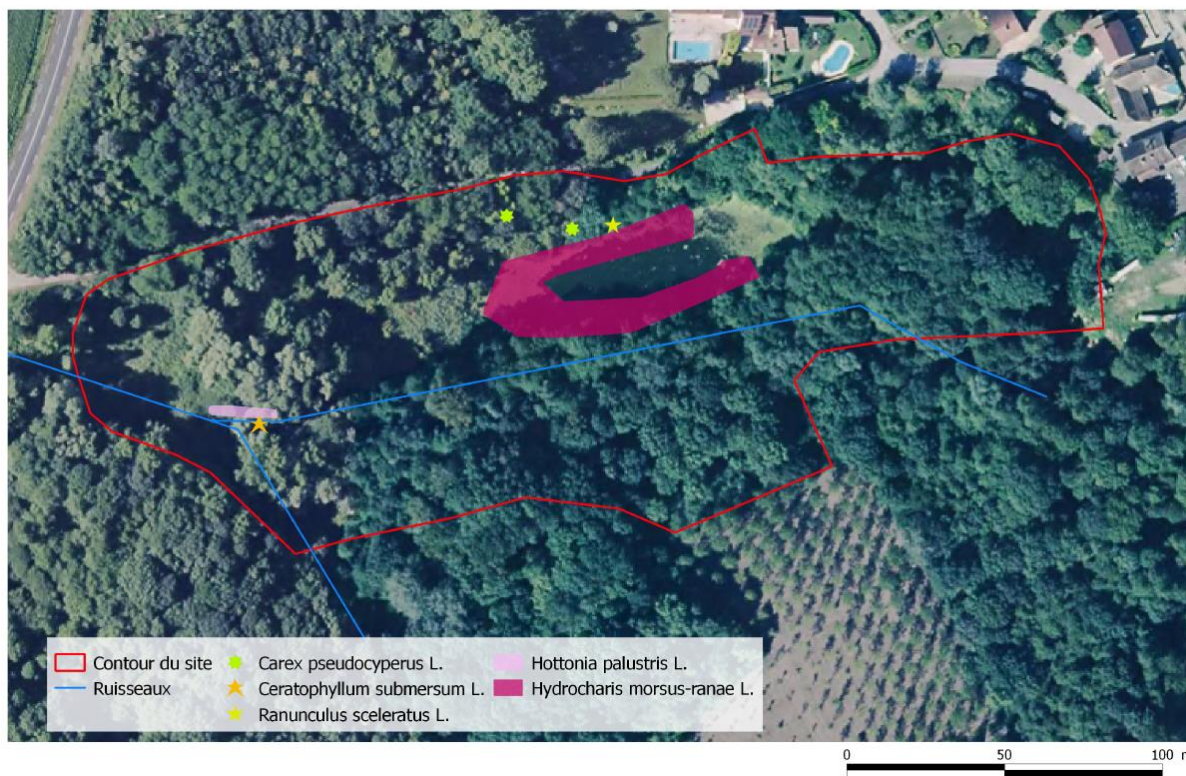 Contour du site
Ruisseaux
Carex pseudocyperus L.
Ceratophyllum submersum L.
Ranunculus sceleratus L.
Hottonia palustris L.
Hydrocharis morsus-ranae L.
0 50 100 m